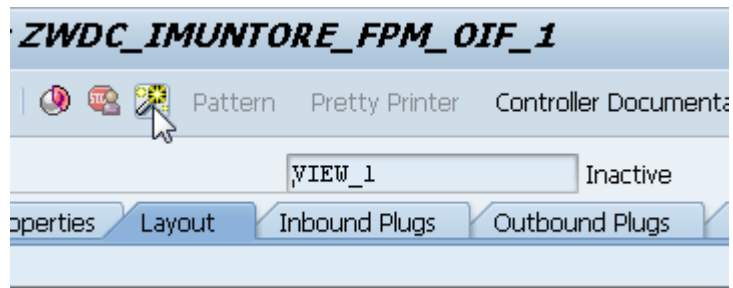 ZWDC_IMUNTORE_FPM_OIF_1
Pattern Pretty Printer Controller Documenta
VIEW_1 Inactive
operties Layout Inbound Plugs Outbound Plugs